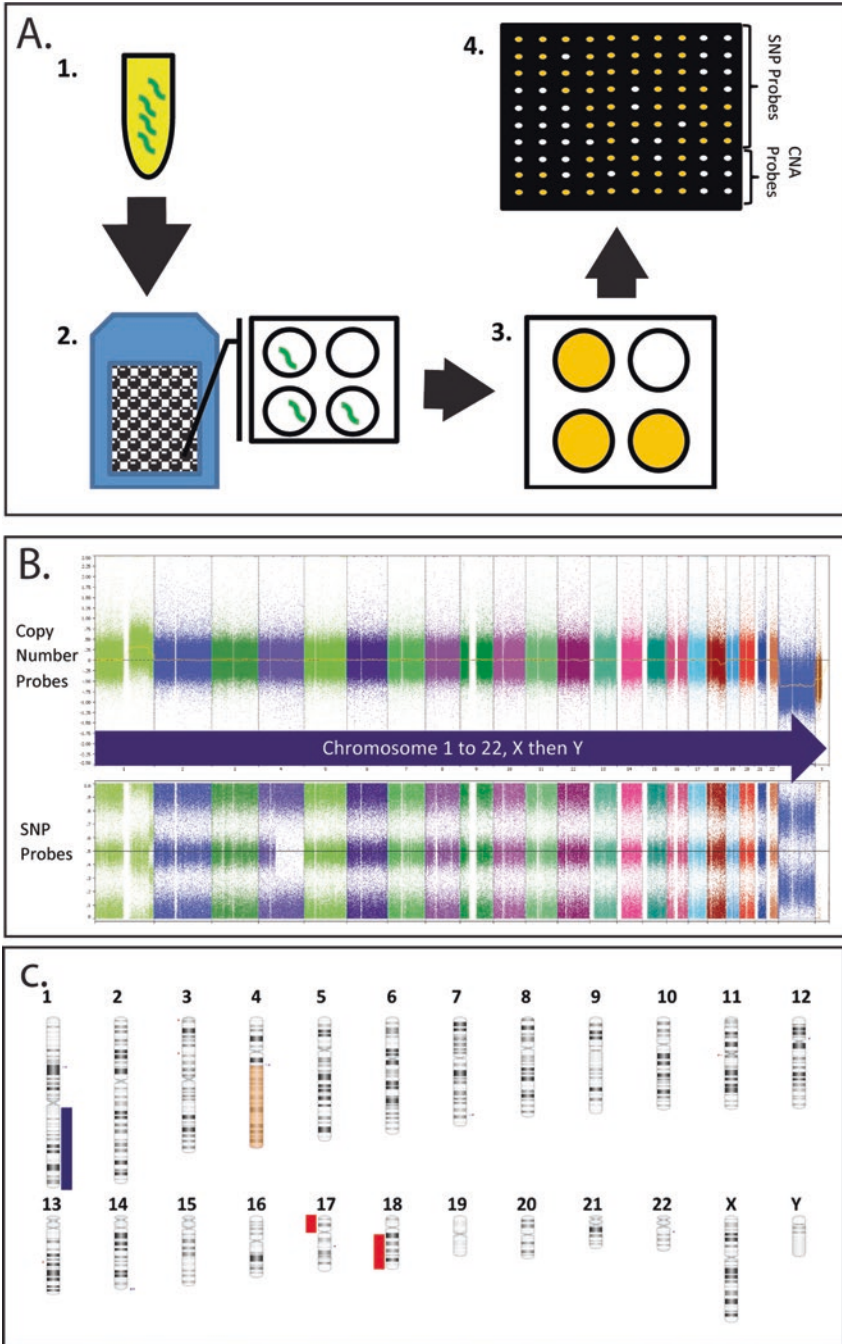 A.
1.
4.
SNP Probes
CNA
Probes
2.
3.
B.
Copy
Number
Probes
Chromosome 1 to 22, X then Y
SNP
Probes
C.
1 2 3 4 5 6 7 8 9 10 11 12
13 14 15 16 17 18 19 20 21 22 X Y